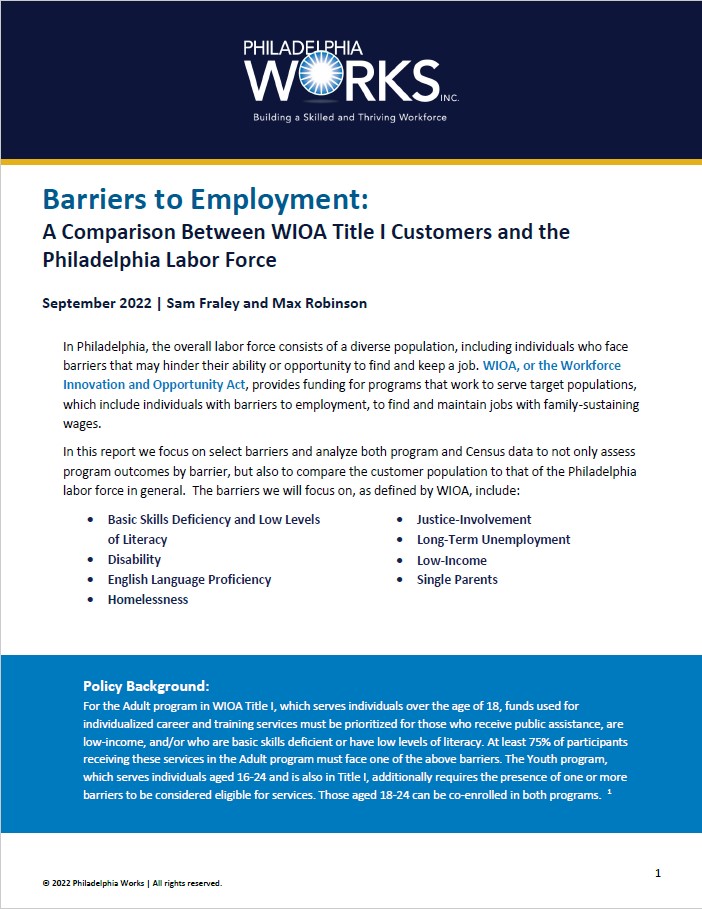 PHILADELPHIA
WORKS INC.
Building a Skilled and Thriving Workforce
Barriers to Employment:
A Comparison Between WIOA Title I Customers and the
Philadelphia Labor Force
September 2022 | Sam Fraley and Max Robinson
In Philadelphia, the overall labor force consists of a diverse population, including individuals who face
barriers that may hinder their ability or opportunity to find and keep a job. WIOA, or the Workforce
Innovation and Opportunity Act, provides funding for programs that work to serve target populations,
which include individuals with barriers to employment, to find and maintain jobs with family-sustaining
wages.
In this report we focus on select barriers and analyze both program and Census data to not only assess
program outcomes by barrier, but also to compare the customer population to that of the Philadelphia
labor force in general.  The barriers we will focus on, as defined by WIOA, include:
• Basic Skills Deficiency and Low Levels
of Literacy
• Disability
• English Language Proficiency
• Homelessness
• Justice-Involvement
• Long-Term Unemployment
• Low-Income
• Single Parents
Policy Background:
For the Adult program in WIOA Title I, which serves individuals over the age of 18, funds used for
individualized career and training services must be prioritized for those who receive public assistance, are
low-income, and/or who are basic skills deficient or have low levels of literacy. At least 75% of participants
receiving these services in the Adult program must face one of the above barriers. The Youth program,
which serves individuals aged 16-24 and is also in Title I, additionally requires the presence of one or more
barriers to be considered eligible for services. Those aged 18-24 can be co-enrolled in both programs. ¹
1
© 2022 Philadelphia Works | All rights reserved.